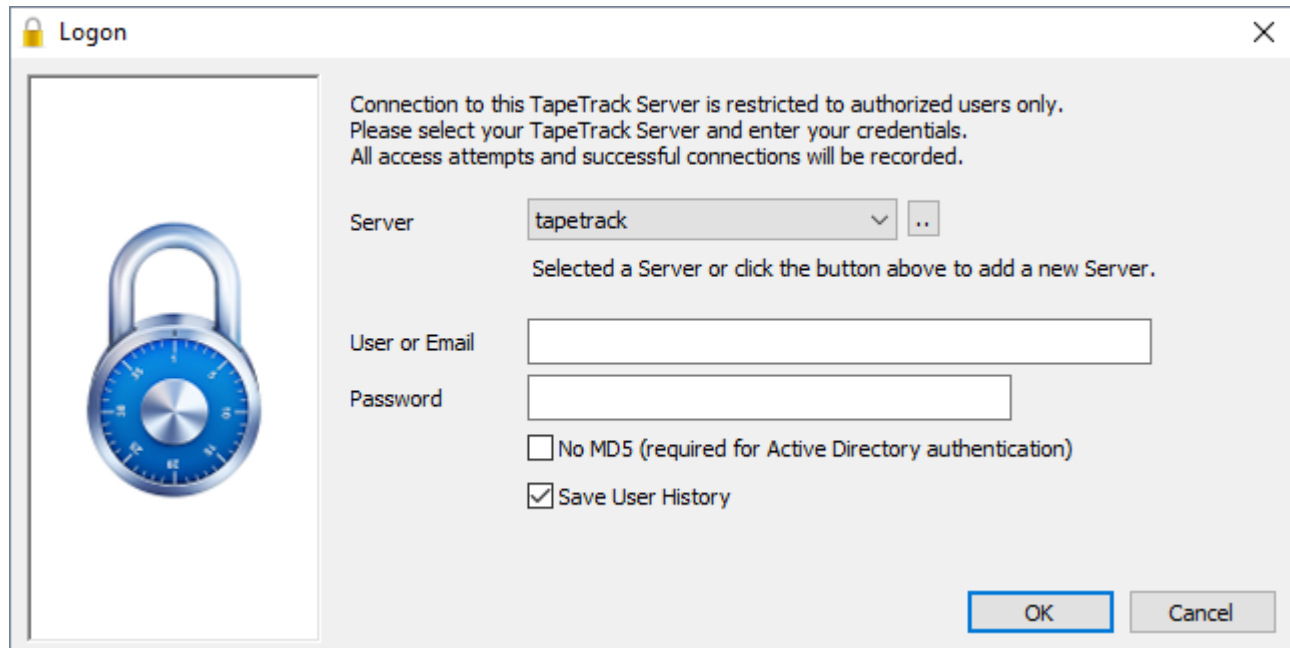 Logon
Connection to this TapeTrack Server is restricted to authorized users only.
Please select your TapeTrack Server and enter your credentials.
All access attempts and successful connections will be recorded.
Server tapetrack ..
Selected a Server or click the button above to add a new Server.
User or Email
Password
No MD5 (required for Active Directory authentication)
Save User History
OK Cancel